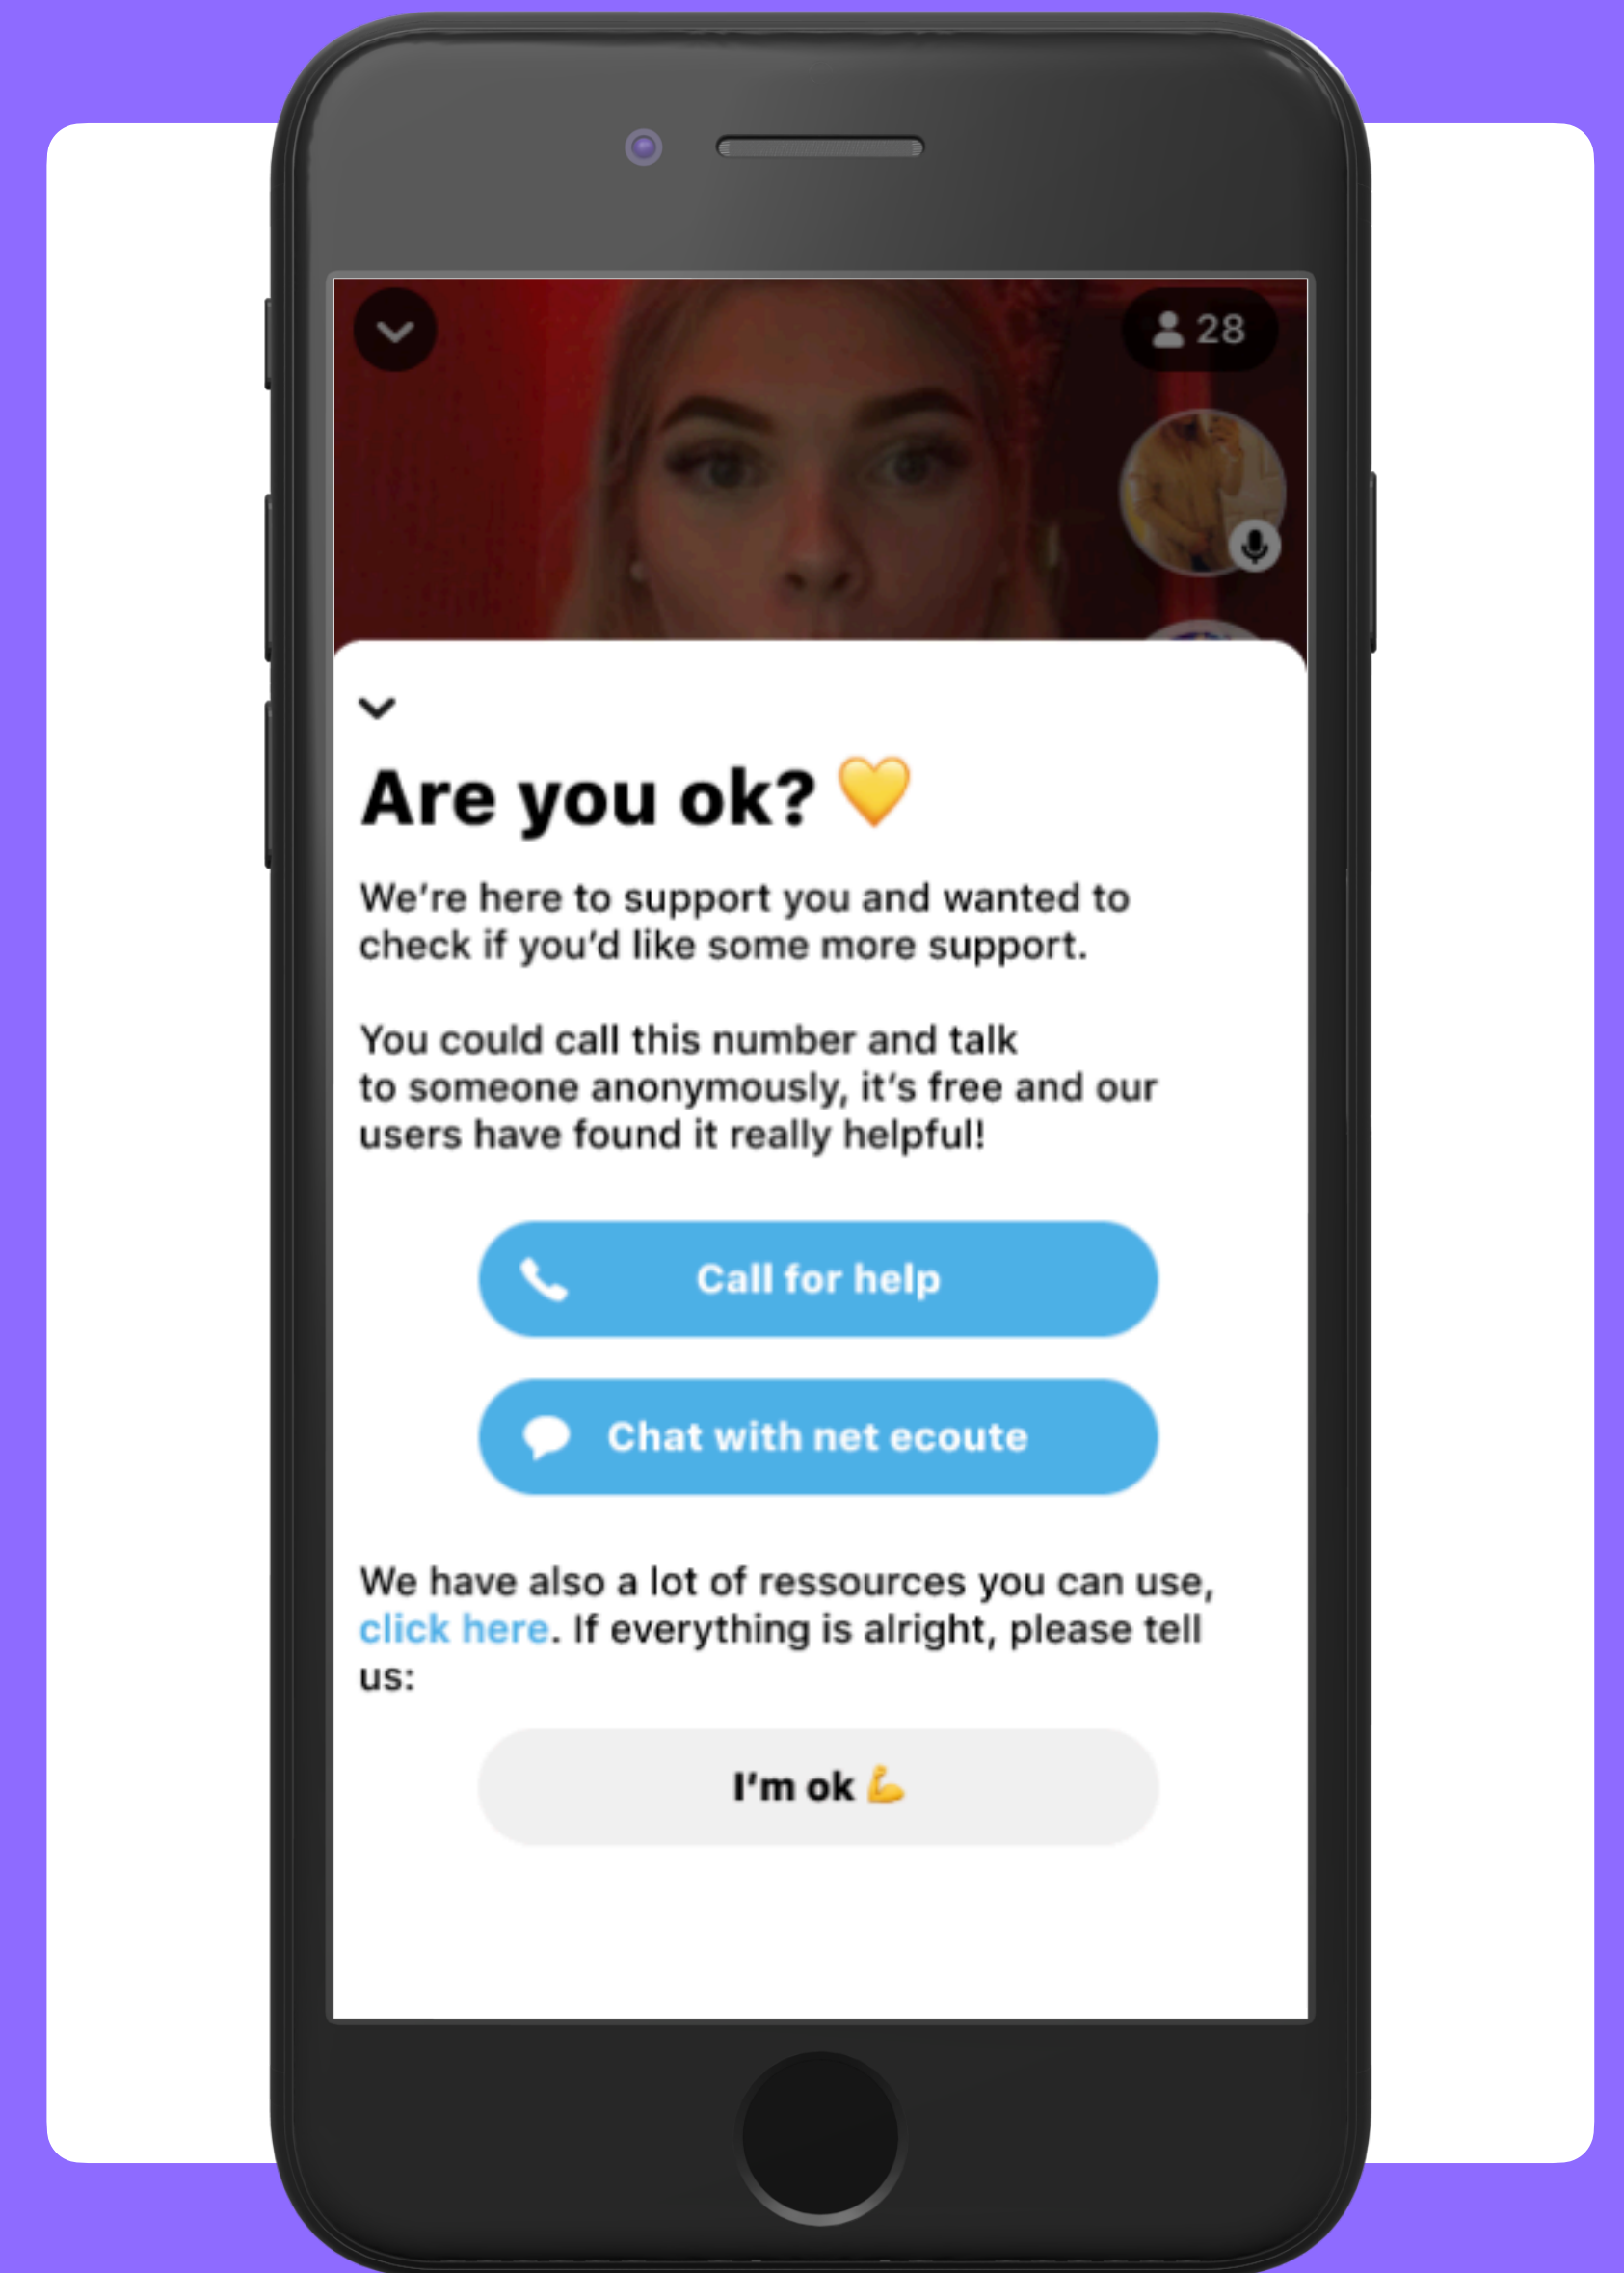 28
Are you ok? 💛
We’re here to support you and wanted to
check if you’d like some more support.
You could call this number and talk
to someone anonymously, it’s free and our
users have found it really helpful!
Call for help
Chat with net ecoute
We have also a lot of ressources you can use,
click here. If everything is alright, please tell
us:
I’m ok 💪